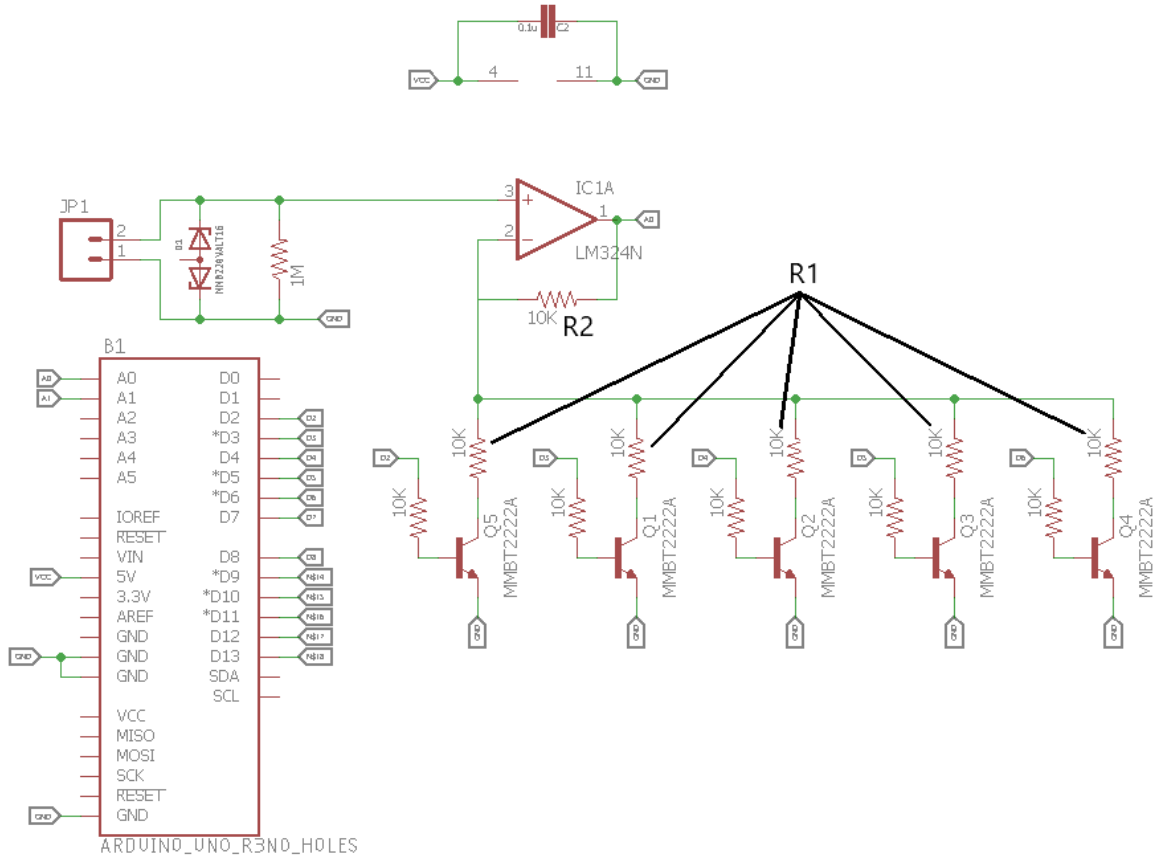 0.1u C2
VCC 4 11 GND
JP1
2
1
D1
1M
GND
3
2
1
IC1A
A0
LM324N
10K R2
R1
B1
A0 A0 D0
A1 A1 D1
A2 D2 D2
A3 *D3 D3
A4 D4 D4
A5 *D5 D5
*D6 D6
IOREF D7 D7
RESET
VIN D8 D8
VCC 5V *D9 N$14
3.3V *D10 N$15
AREF *D11 N$16
GND D12 N$17
GND GND D13 N$18
GND SDA
SCL
VCC
MISO
MOSI
SCK
RESET
GND GND
ARDUINO_UNO_R3NO_HOLES
10K 10K 10K 10K 10K
D2 D3 D4 D6
10K 10K 10K 10K 10K
Q5 Q1 Q2 Q3 Q4
MMBT2222A MMBT2222A MMBT2222A MMBT2222A MMBT2222A
GND GND GND GND GND